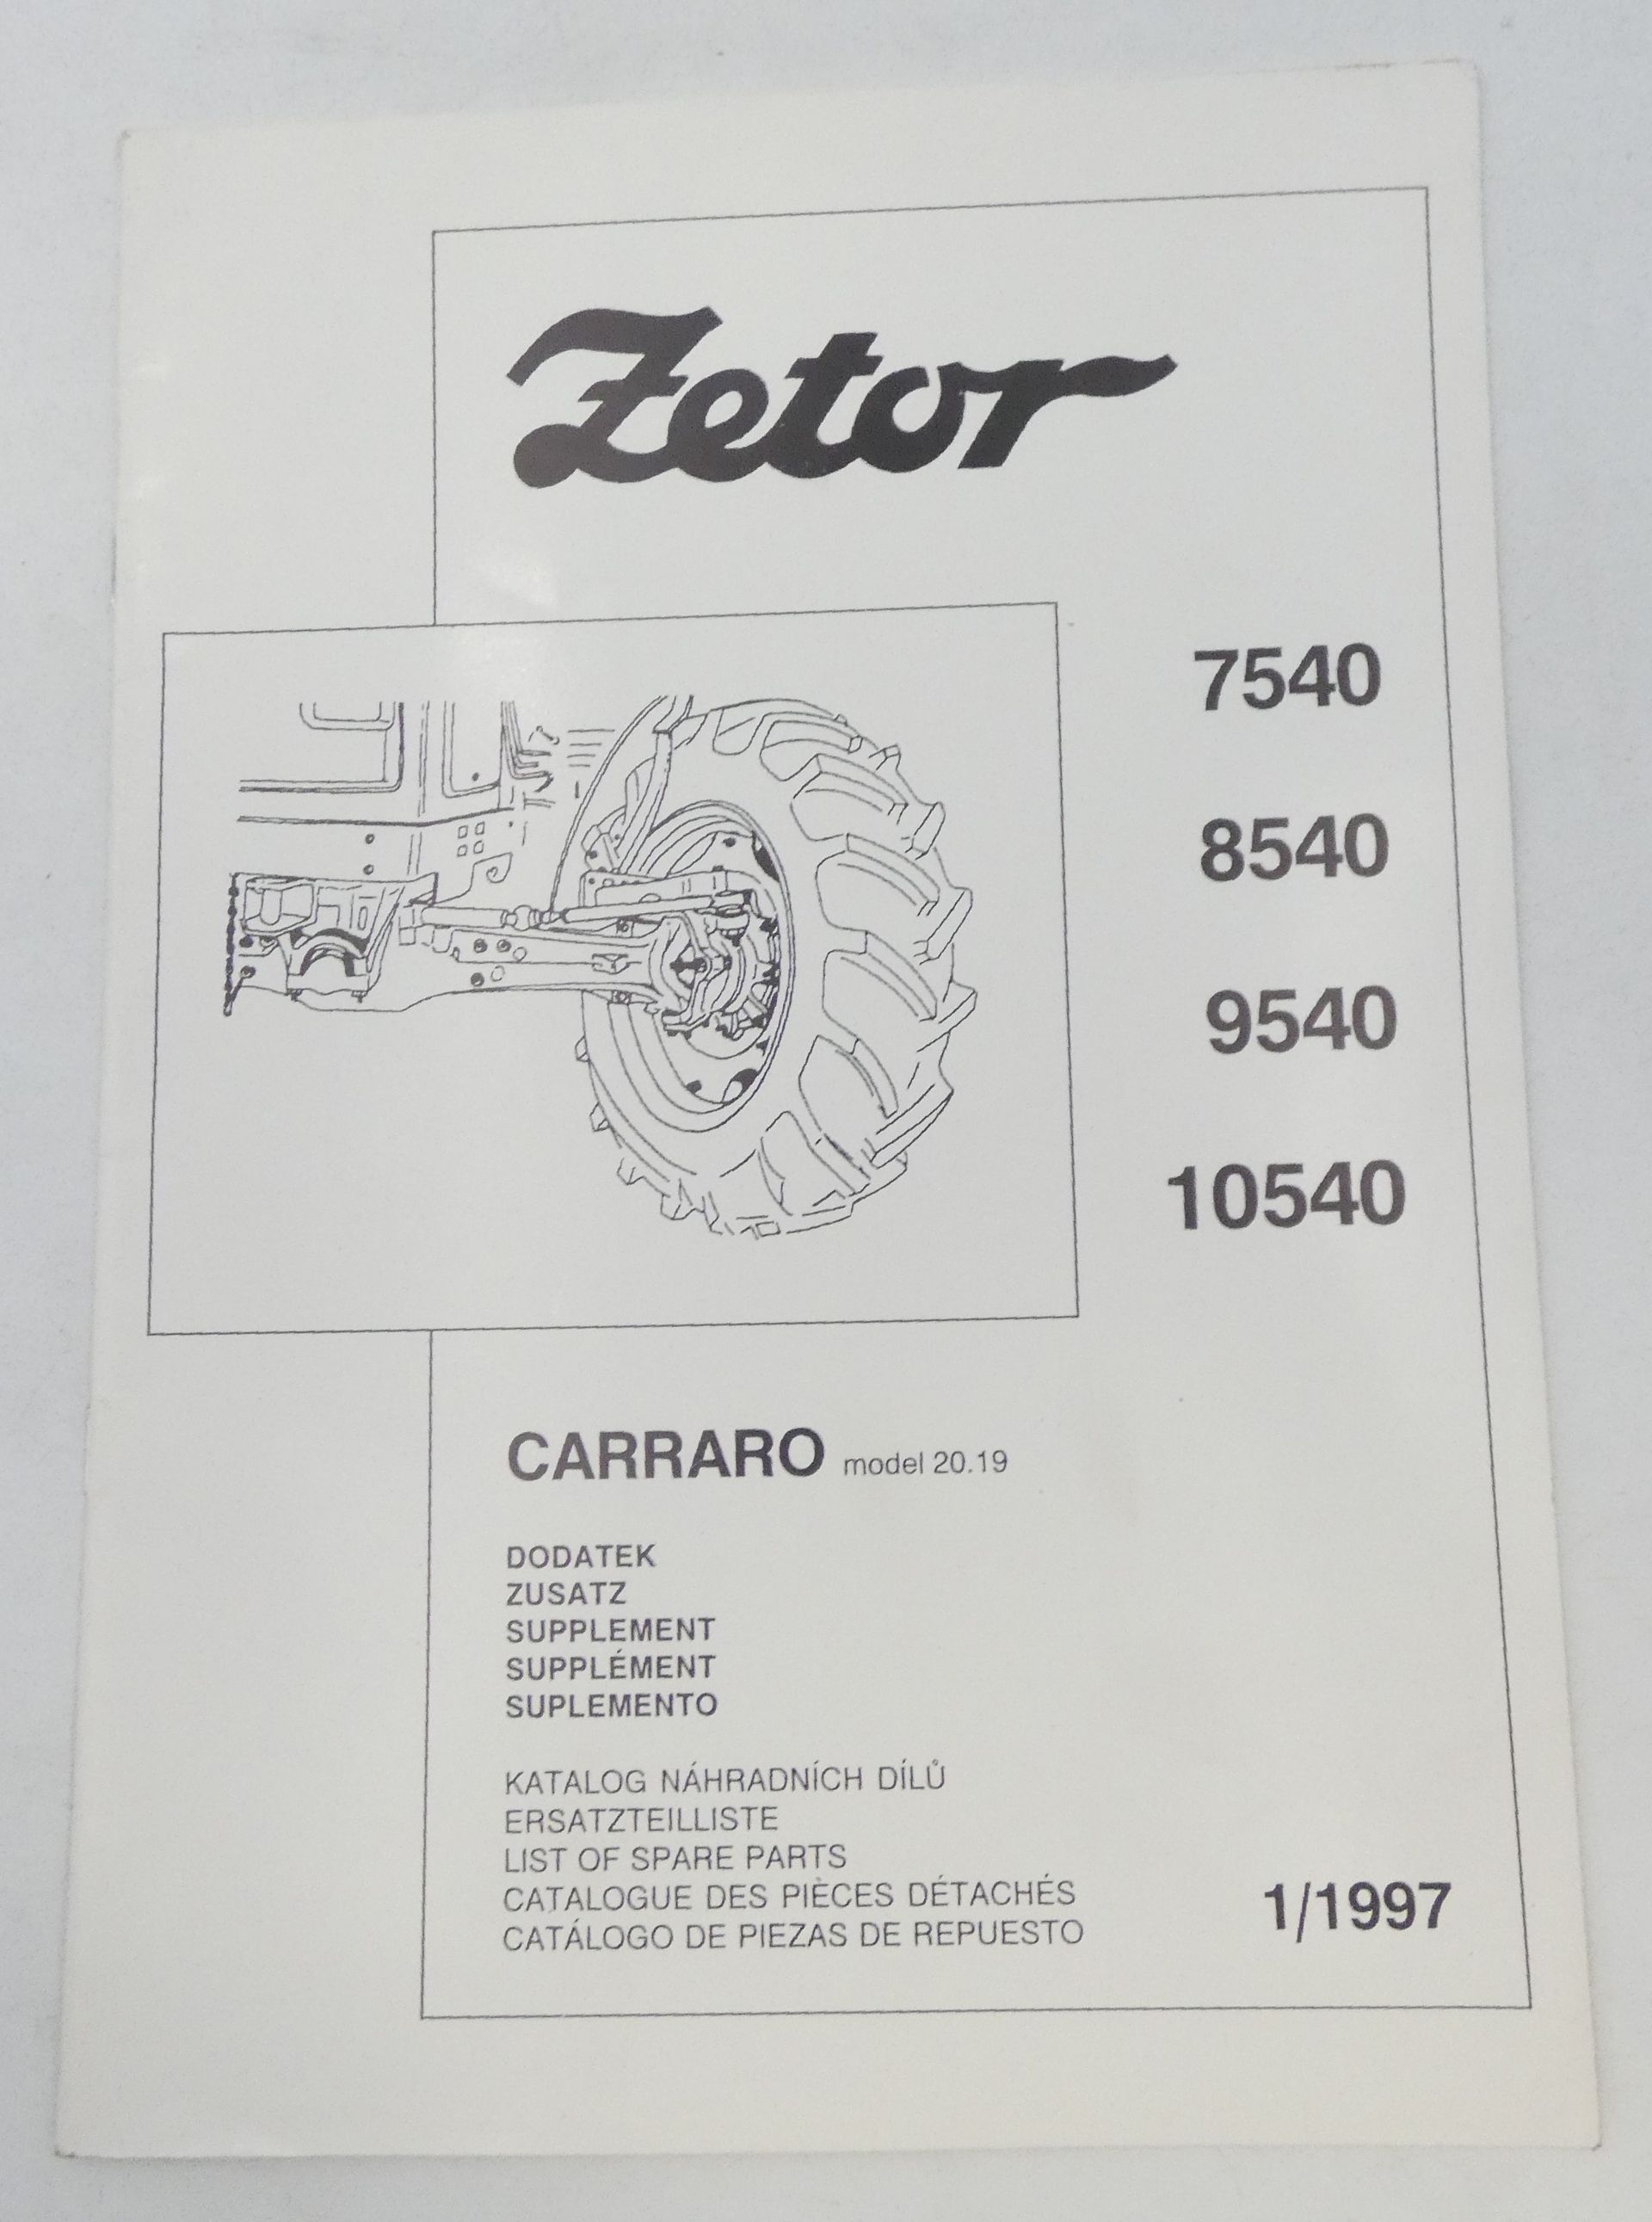 Zetor
7540
8540
9540
10540
CARRARO model 20.19
DODATEK
ZUSATZ
SUPPLEMENT
SUPPLÉMENT
SUPLEMENTO
KATALOG NÁHRADNÍCH DÍLŮ
ERSATZTEILLISTE
LIST OF SPARE PARTS
CATALOGUE DES PIÈCES DÉTACHÉS
CATÁLOGO DE PIEZAS DE REPUESTO
1/1997